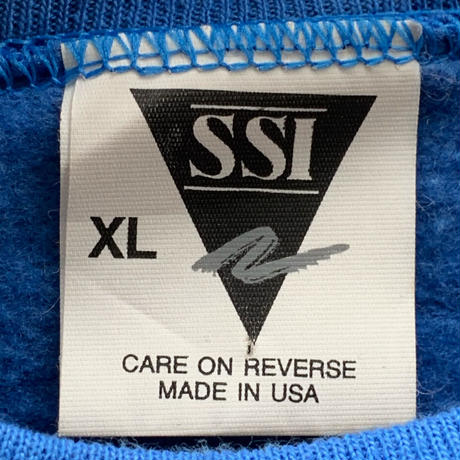 SSI
XL
CARE ON REVERSE
MADE IN USA